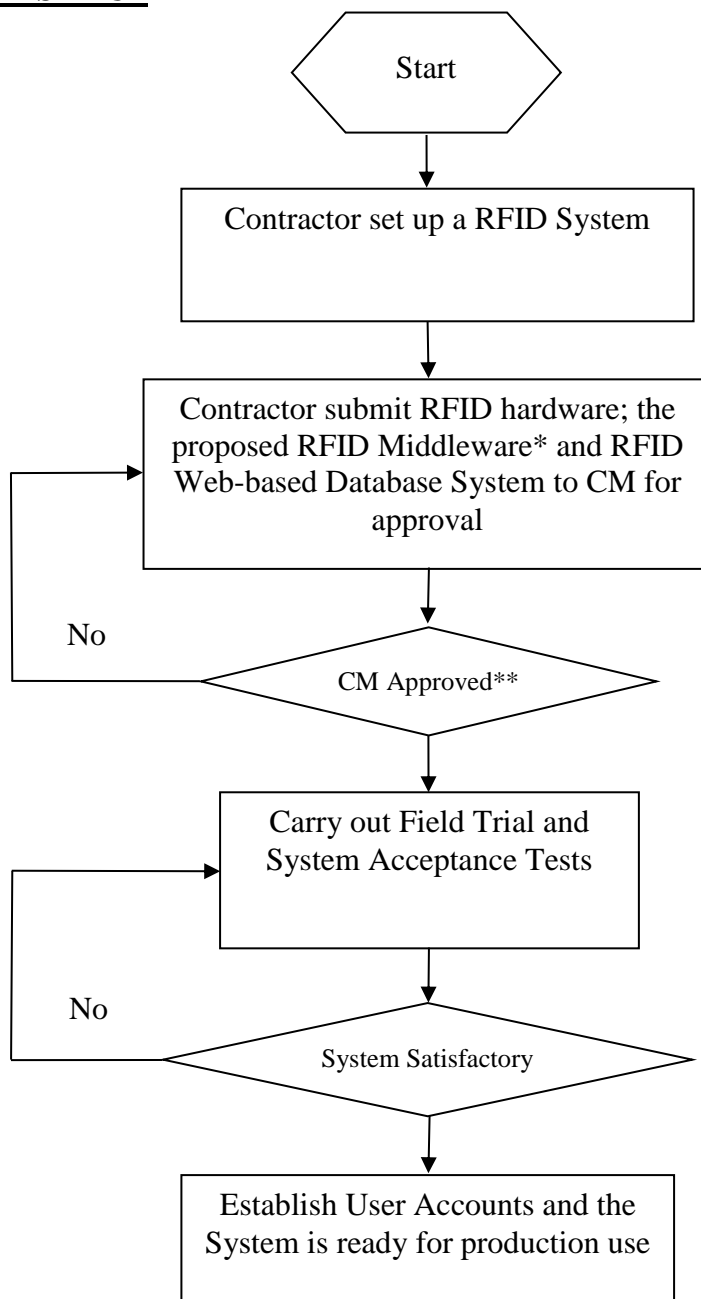 Start
Contractor set up a RFID System
Contractor submit RFID hardware; the
proposed RFID Middleware* and RFID
Web-based Database System to CM for
approval
No
CM Approved**
Carry out Field Trial and
System Acceptance Tests
No
System Satisfactory
Establish User Accounts and the
System is ready for production use